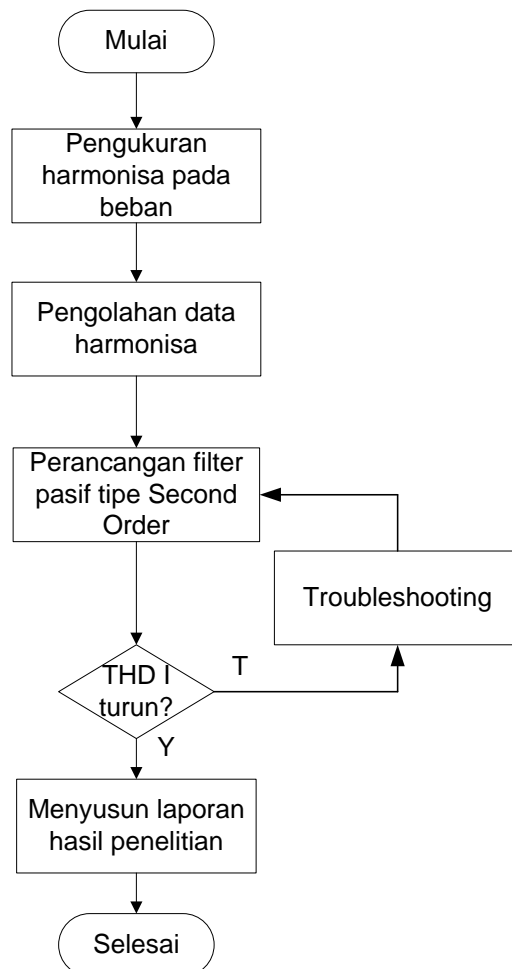 Mulai
Pengukuran
harmonisa pada
beban
Pengolahan data
harmonisa
Perancangan filter
pasif tipe Second
Order
Troubleshooting
THD I
turun?
T
Y
Menyusun laporan
hasil penelitian
Selesai